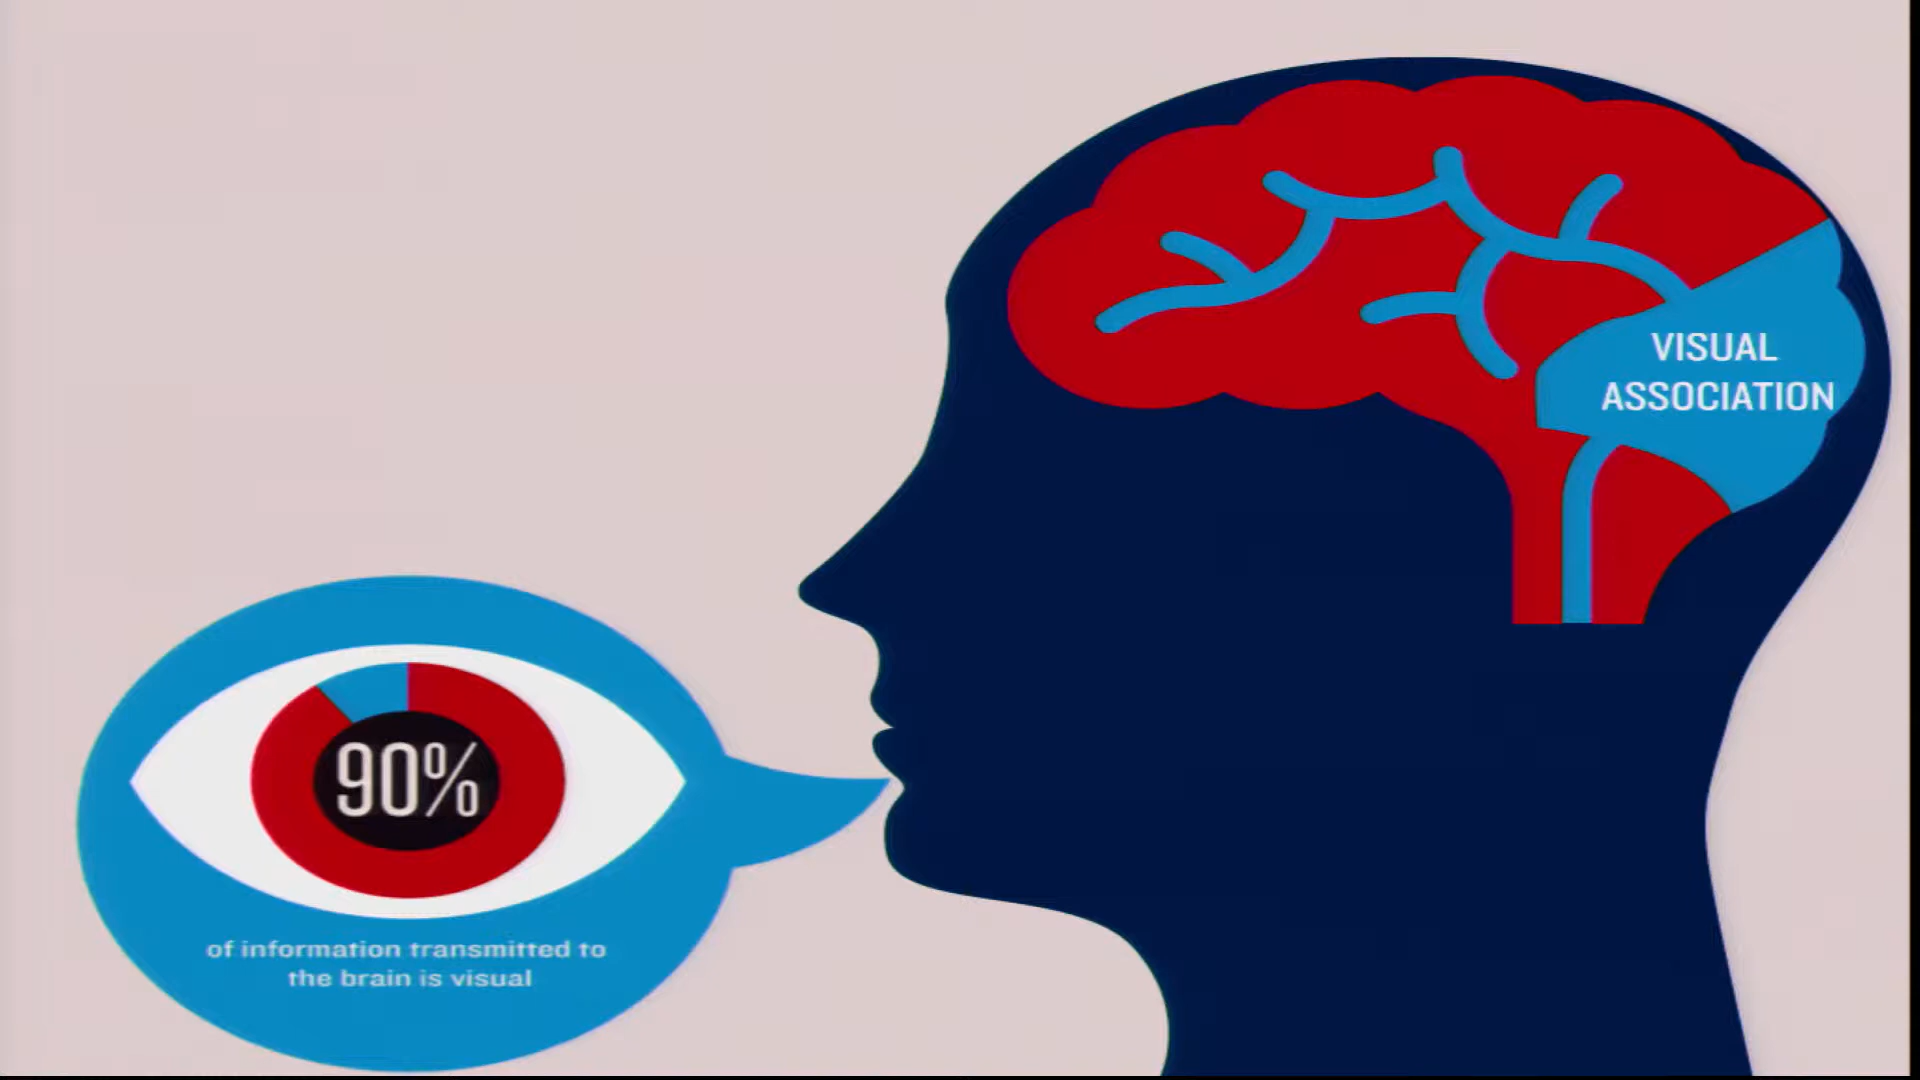 VISUAL
ASSOCIATION
90%
of information transmitted to
the brain is visual